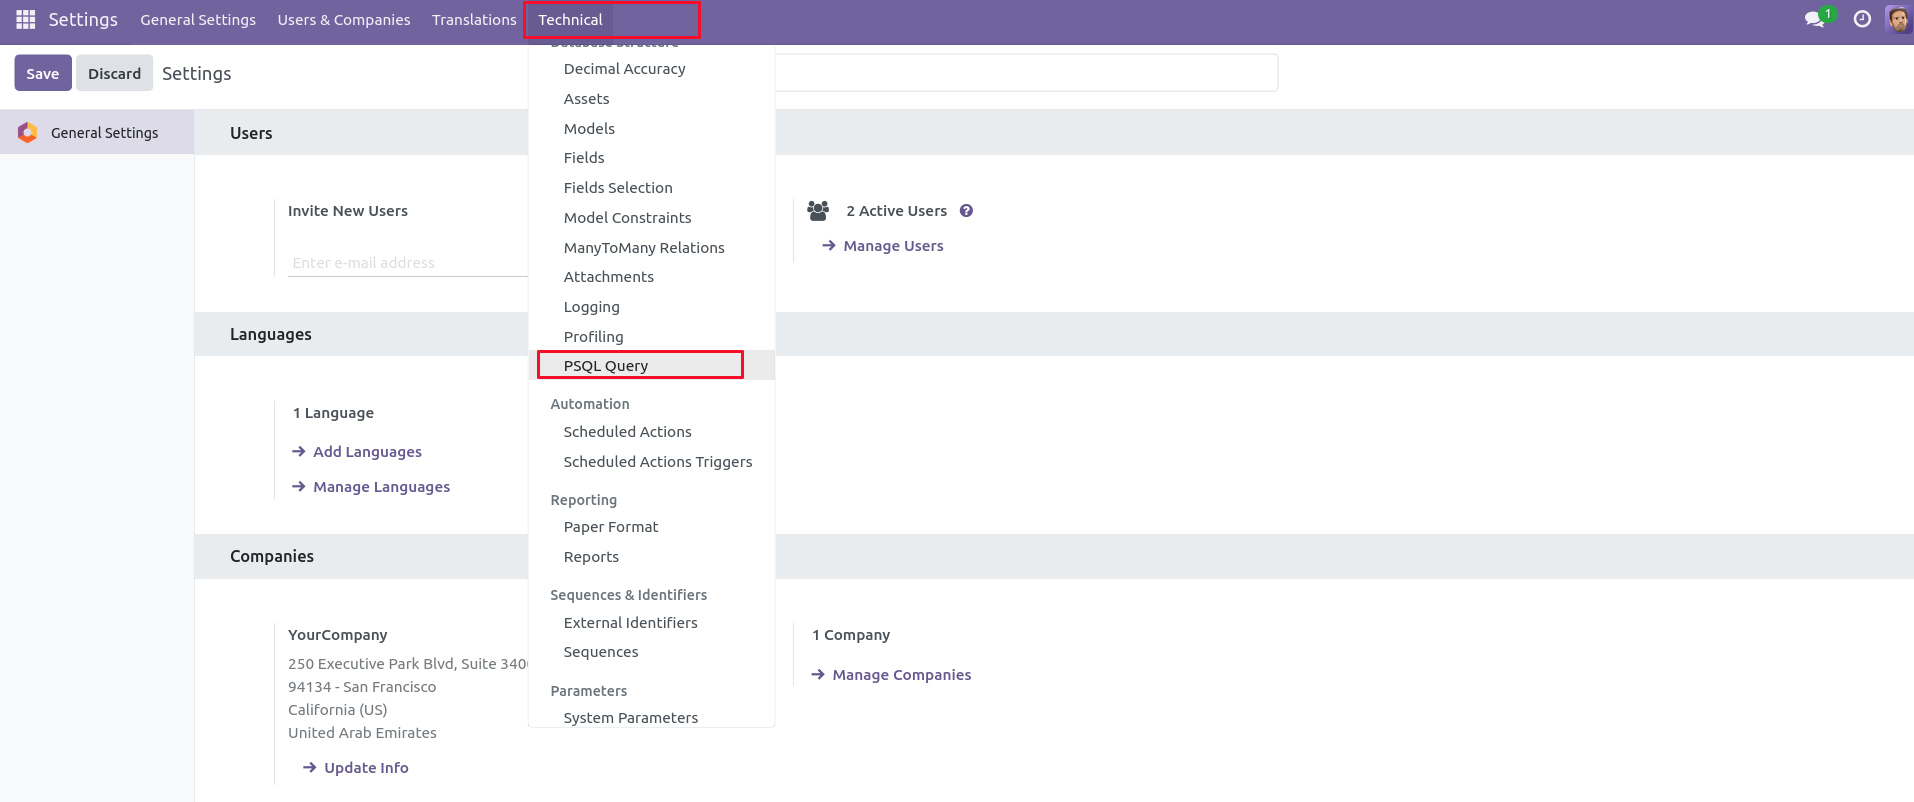 Settings General Settings Users & Companies Translations Technical 1
Save Discard Settings
General Settings
Database Structure
Decimal Accuracy
Assets
Models
Fields
Fields Selection
Model Constraints
ManyToMany Relations
Attachments
Logging
Profiling
PSQL Query
Automation
Scheduled Actions
Scheduled Actions Triggers
Reporting
Paper Format
Reports
Sequences & Identifiers
External Identifiers
Sequences
Parameters
System Parameters
Users
Invite New Users
Enter e-mail address
2 Active Users ?
Manage Users
Languages
1 Language
Add Languages
Manage Languages
Companies
YourCompany
250 Executive Park Blvd, Suite 340
94134 - San Francisco
California (US)
United Arab Emirates
Update Info
1 Company
Manage Companies